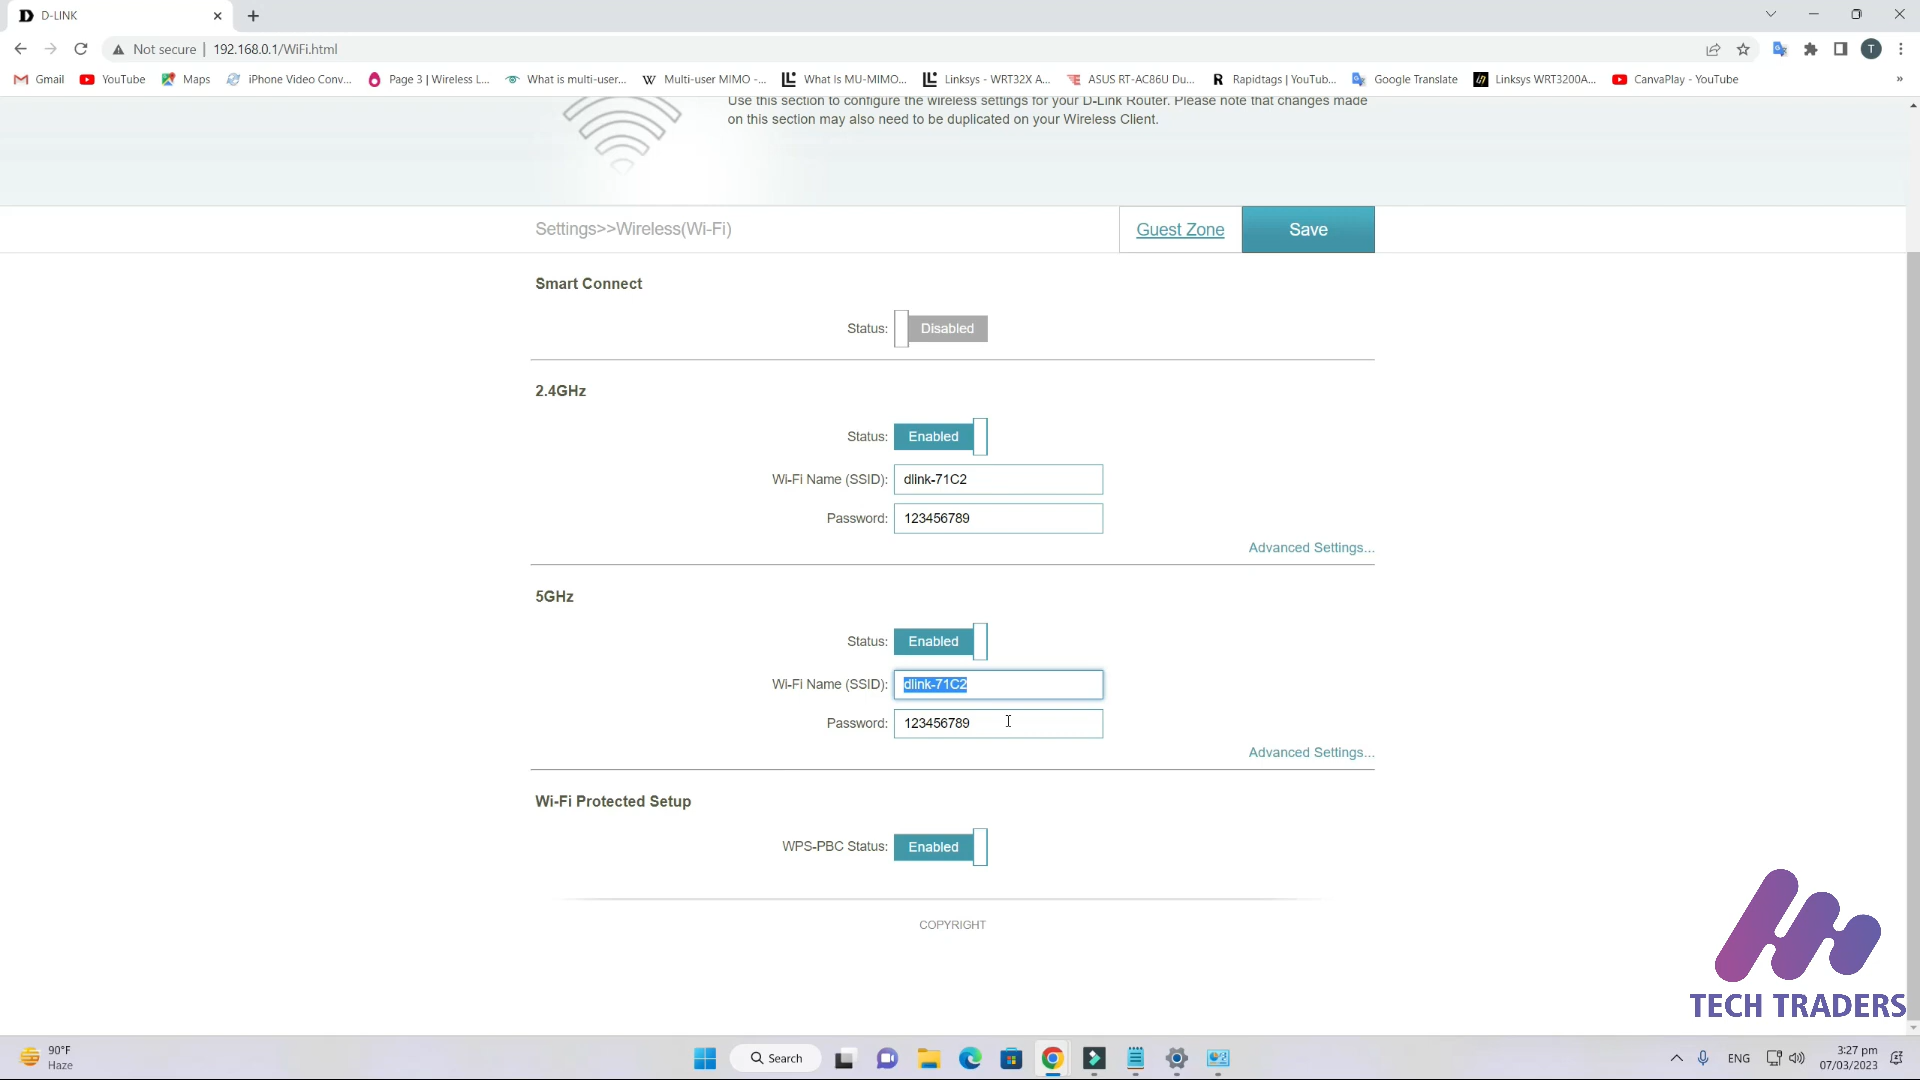 D-LINK
Not secure | 192.168.0.1/WiFi.html
T
Gmail YouTube Maps iPhone Video Conv... Page 3 | Wireless L... What is multi-user... Multi-user MIMO -... What Is MU-MIMO... Linksys - WRT32X A... ASUS RT-AC86U Du... Rapidtags | YouTub... Google Translate Linksys WRT3200A... CanvaPlay - YouTube »
Use this section to configure the wireless settings for your D-Link Router. Please note that changes made
on this section may also need to be duplicated on your Wireless Client.
Settings>>Wireless(Wi-Fi) Guest Zone Save
Smart Connect
Status: Disabled
2.4GHz
Status: Enabled
Wi-Fi Name (SSID): dlink-71C2
Password: 123456789
Advanced Settings...
5GHz
Status: Enabled
Wi-Fi Name (SSID): dlink-71C2
Password: 123456789
Advanced Settings...
Wi-Fi Protected Setup
WPS-PBC Status: Enabled
COPYRIGHT
TECH TRADERS
90°F
Haze
Search
ENG
3:27 pm
07/03/2023